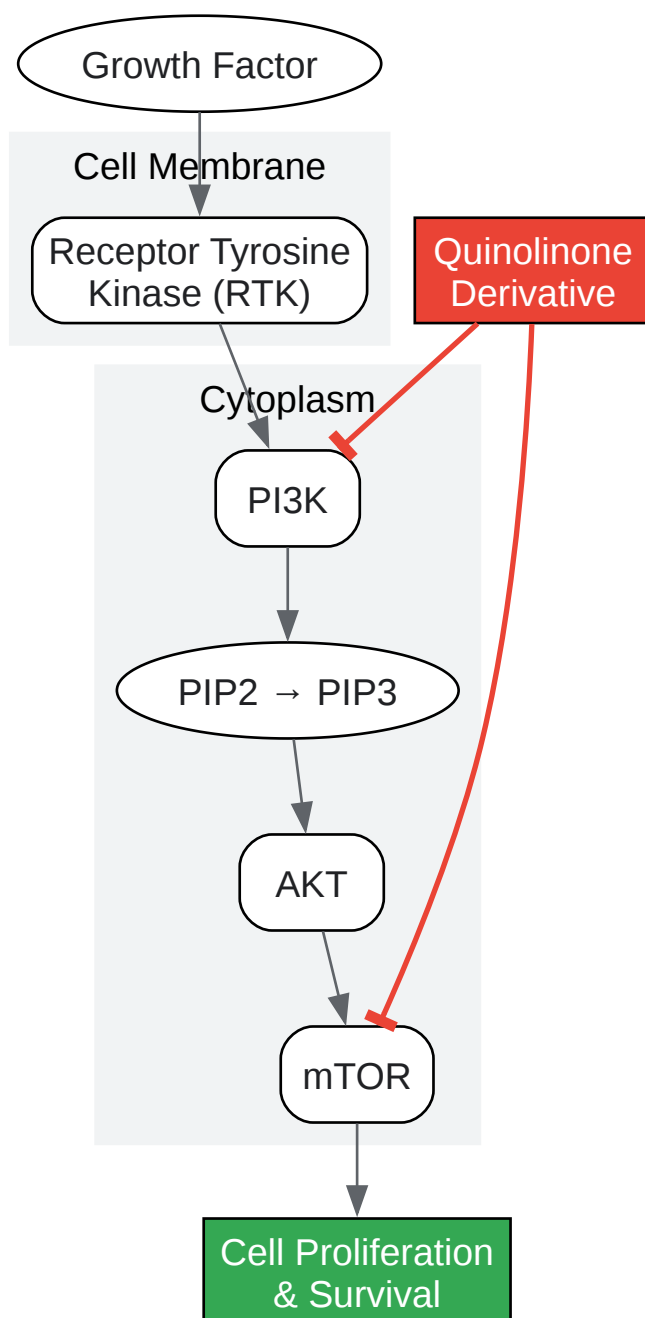 Growth Factor
Cell Membrane
Receptor Tyrosine
Kinase (RTK)
Quinolinone
Derivative
Cytoplasm
PI3K
PIP2 → PIP3
AKT
mTOR
Cell Proliferation
& Survival